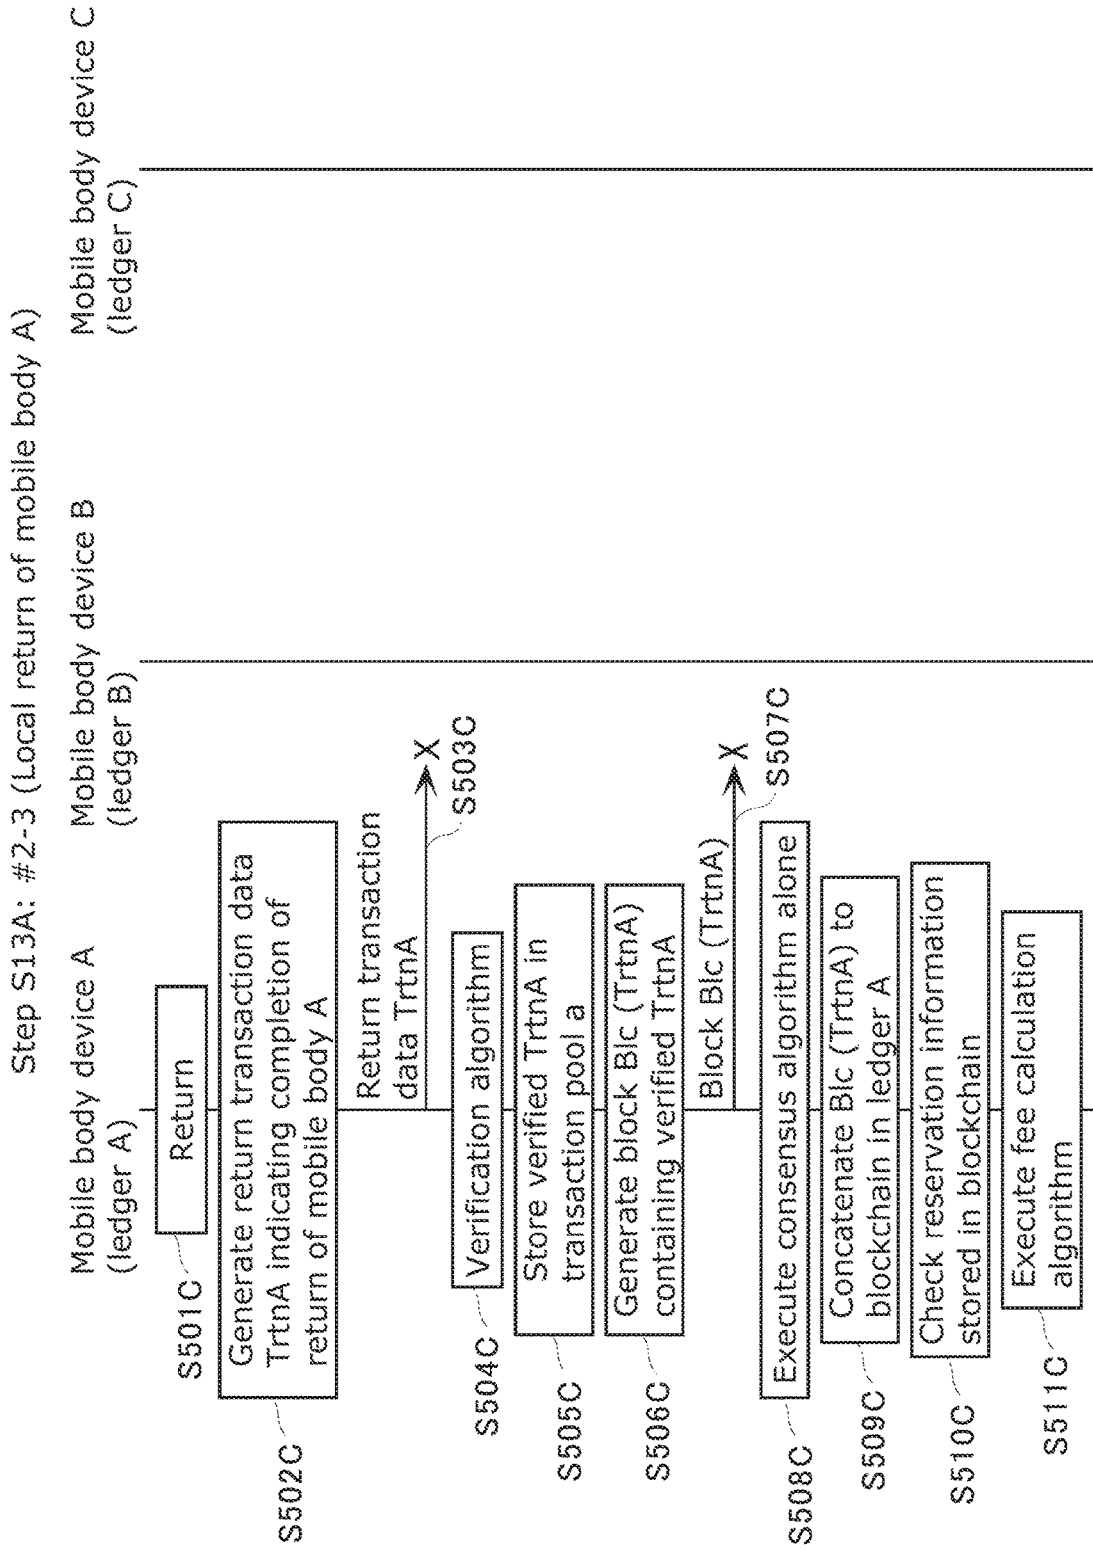 Step S13A: #2-3 (Local return of mobile body A)
Mobile body device A
(ledger A)
Mobile body device B
(ledger B)
Mobile body device C
(ledger C)
S501C
Return
S502C
Generate return transaction data
TrtnA indicating completion of
return of mobile body A
Return transaction
data TrtnA
X
S503C
S504C
Verification algorithm
S505C
Store verified TrtnA in
transaction pool a
S506C
Generate block Blc (TrtnA)
containing verified TrtnA
Block Blc (TrtnA)
X
S507C
S508C
Execute consensus algorithm alone
S509C
Concatenate Blc (TrtnA) to
blockchain in ledger A
S510C
Check reservation information
stored in blockchain
S511C
Execute fee calculation
algorithm